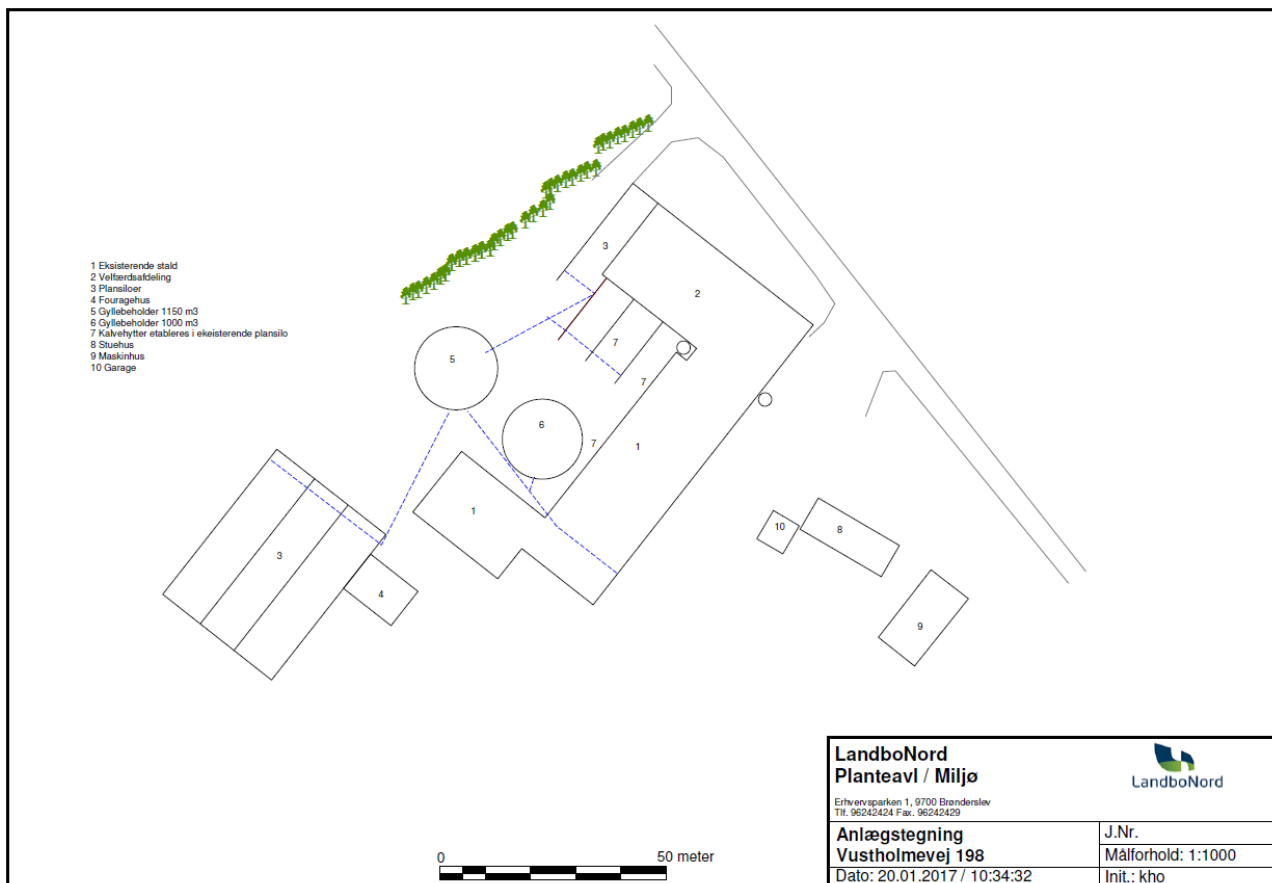 1 Eksisterende stald
2 Velfærdsafdeling
3 Plansiloer
4 Fouragehus
5 Gyllebeholder 1150 m3
6 Gyllebeholder 1000 m3
7 Kalvehytter etableres i ekeisterende plansilo
8 Stuehus
9 Maskinhus
10 Garage
3
2
7
5
7
6
7
1
1
10
8
3
4
9
0
50 meter
LandboNord
Planteavl / Miljø
LandboNord
Erhvervsparken 1, 9700 Brønderslev
Tlf. 96242424 Fax. 96242429
Anlægstegning
Vustholmevej 198
J.Nr.
Målforhold: 1:1000
Dato: 20.01.2017 / 10:34:32
Init.: kho